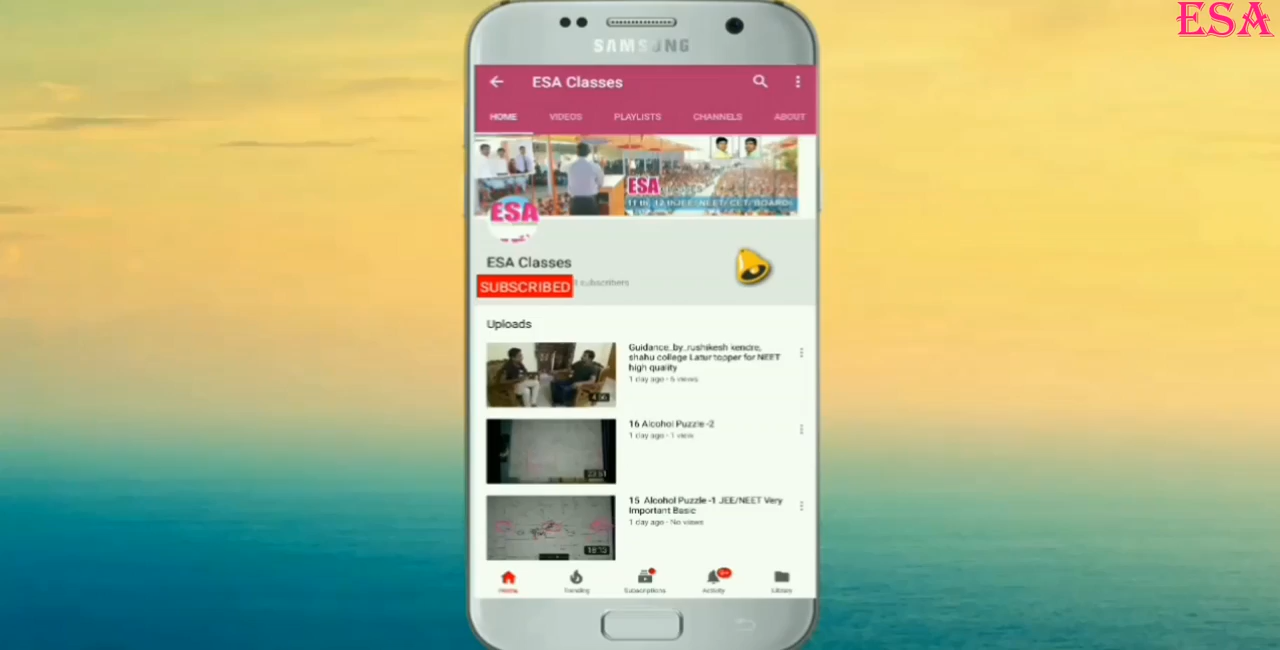 ESA
SAMSUNG
ESA Classes
HOME VIDEOS PLAYLISTS CHANNELS ABOUT
ESA
ESA
ESA Classes
SUBSCRIBED
subscribers
Uploads
Guidance_by_rushikesh kendre,
shahu college Latur topper for NEET
high quality
1 day ago · 6 views
16 Alcohol Puzzle -2
1 day ago · 1 view
15 Alcohol Puzzle -1 JEE/NEET Very
Important Basic
1 day ago · No views
Home Trending Subscriptions Activity Library